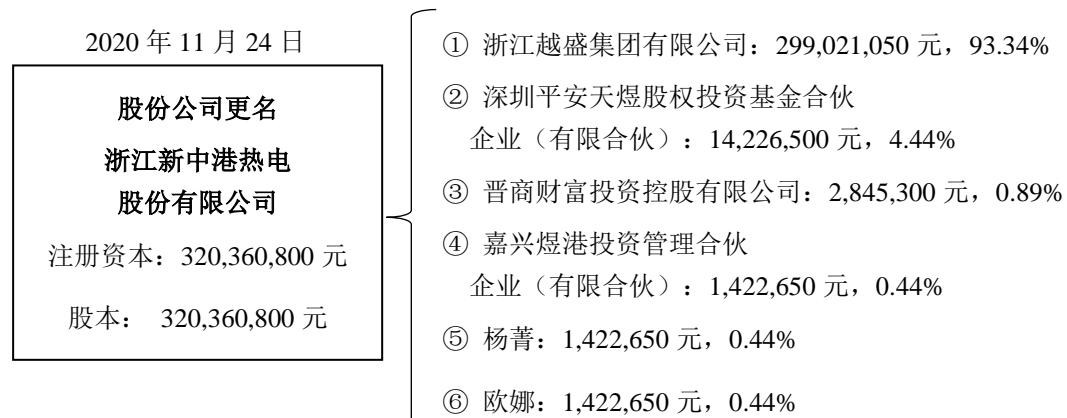 2020 年 11 月 24 日
股份公司更名
浙江新中港热电
股份有限公司
注册资本：320,360,800 元
股本： 320,360,800 元
① 浙江越盛集团有限公司：299,021,050 元，93.34%
② 深圳平安天煜股权投资基金合伙
企业（有限合伙）：14,226,500 元，4.44%
③ 晋商财富投资控股有限公司：2,845,300 元，0.89%
④ 嘉兴煜港投资管理合伙
企业（有限合伙）：1,422,650 元，0.44%
⑤ 杨菁：1,422,650 元，0.44%
⑥ 欧娜：1,422,650 元，0.44%